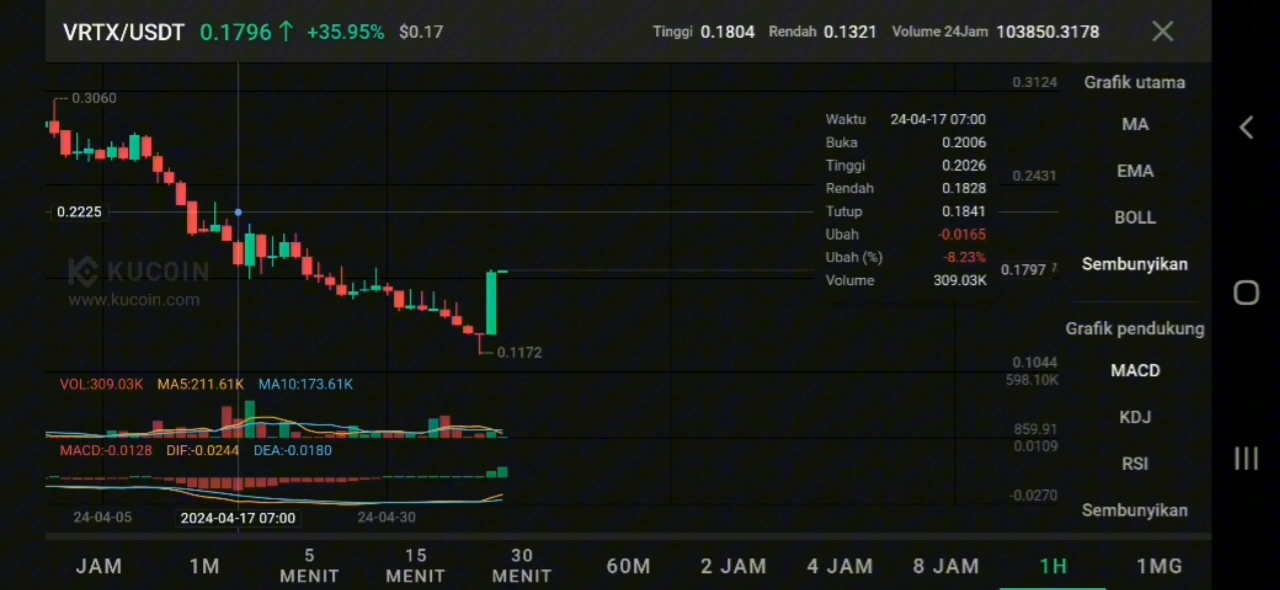 VRTX/USDT 0.1796↑ +35.95% $0.17 Tinggi 0.1804 Rendah 0.1321 Volume 24Jam 103850.3178
0.3124
Grafik utama
0.3060
Waktu 24-04-17 07:00
MA
Buka 0.2006
Tinggi 0.2026
0.2431
EMA
Rendah 0.1828
0.2225
Tutup 0.1841
BOLL
Ubah -0.0165
Ubah (%) -8.23%
0.1797
Sembunyikan
KUCOIN
Volume 309.03K
www.kucoin.com
Grafik pendukung
0.1172
0.1044
MACD
VOL:309.03K MA5:211.61K MA10:173.61K
598.10K
KDJ
859.91
MACD:-0.0128 DIF:-0.0244 DEA:-0.0180
0.0109
RSI
-0.0270
Sembunyikan
24-04-05 2024-04-17 07:00 24-04-30
JAM 1M 5 MENIT 15 MENIT 30 MENIT 60M 2 JAM 4 JAM 8 JAM 1H 1MG